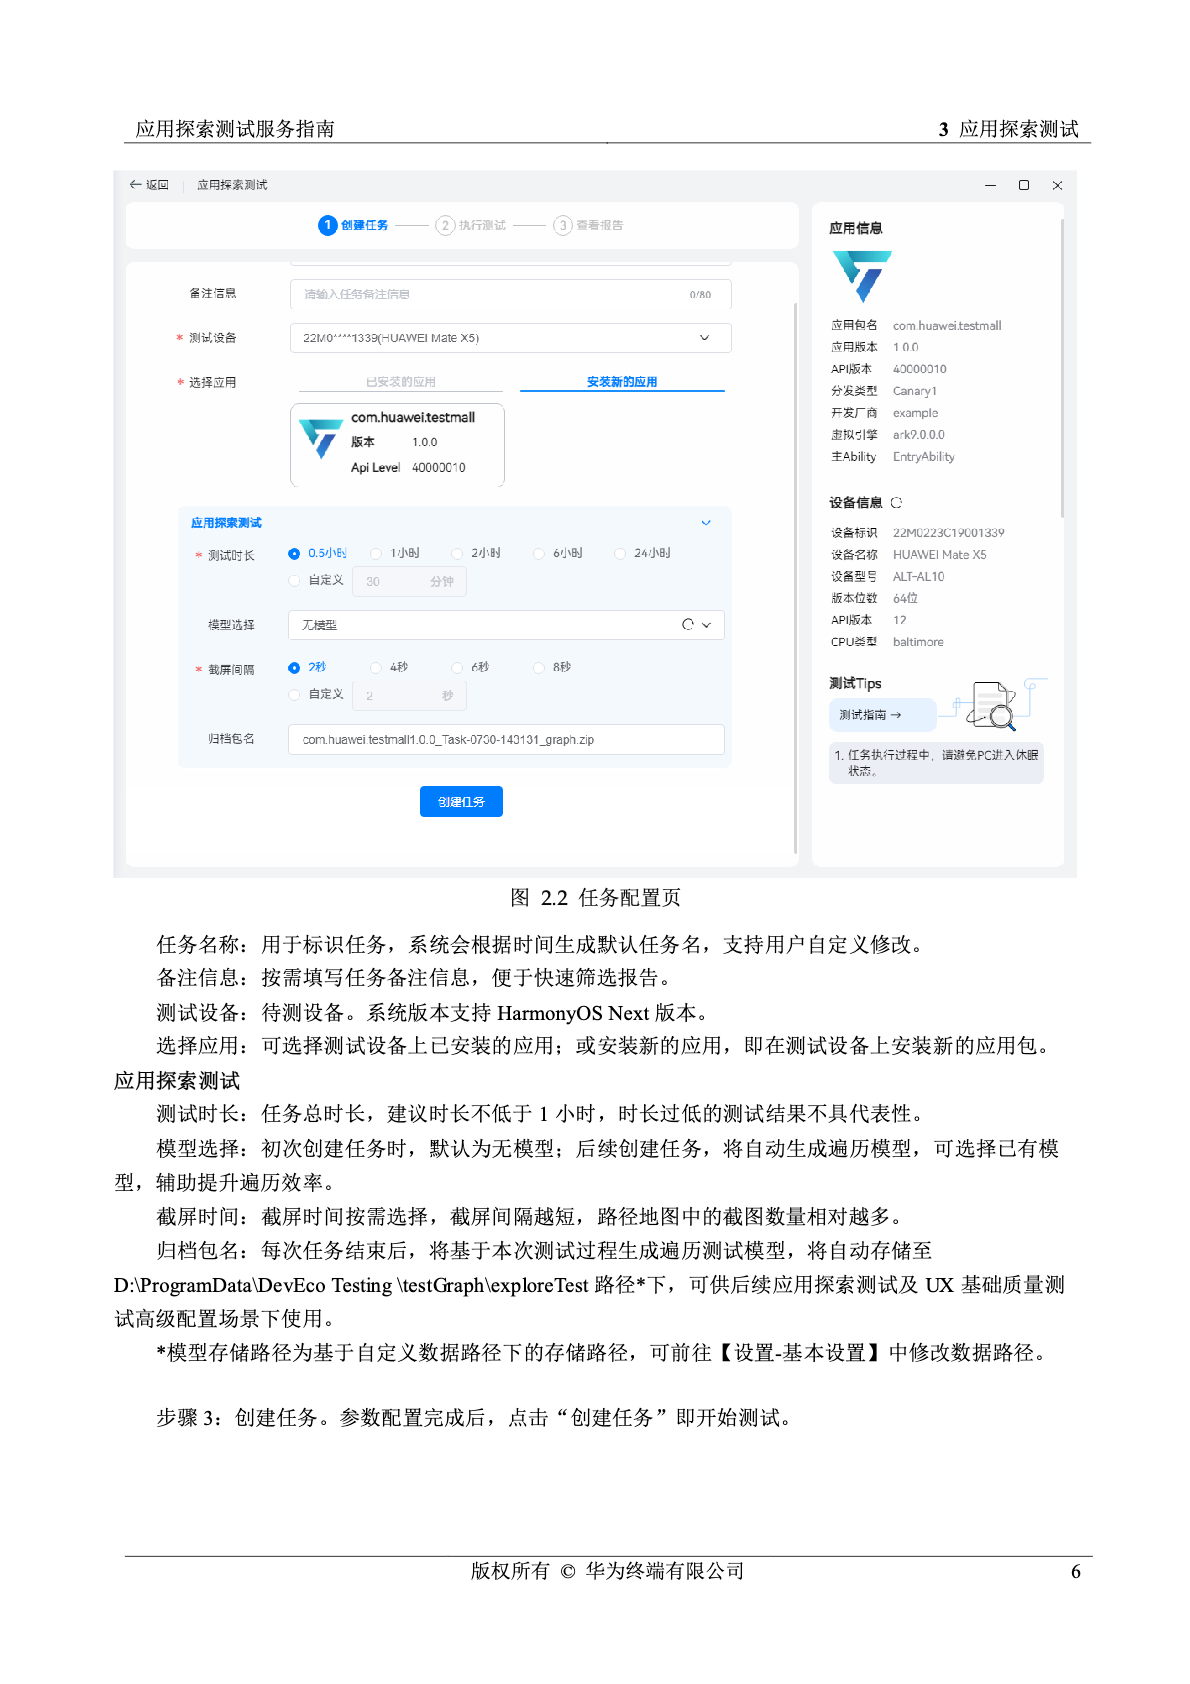 应用探索测试服务指南 3 应用探索测试
← 返回 应用探索测试
1 创建任务 2 执行测试 3 查看报告
备注信息 请输入任务备注信息 0/80
* 测试设备 22M0****1339(HUAWEI Mate X5)
* 选择应用 已安装的应用 安装新的应用
com.huawei.testmall
版本 1.0.0
Api Level 40000010
应用探索测试
* 测试时长 0.5小时 1小时 2小时 6小时 24小时
自定义 30 分钟
模型选择 无模型
* 截屏间隔 2秒 4秒 6秒 8秒
自定义 2 秒
归档包名 com.huawei.testmall1.0.0_Task-0730-143131_graph.zip
创建任务
应用信息
应用包名 com.huawei.testmall
应用版本 1.0.0
API版本 40000010
分发类型 Canary1
开发厂商 example
虚拟引擎 ark9.0.0.0
主Ability EntryAbility
设备信息
设备标识 22M0223C19001339
设备名称 HUAWEI Mate X5
设备型号 ALT-AL10
版本位数 64位
API版本 12
CPU类型 baltimore
测试Tips
测试指南 →
1. 任务执行过程中，请避免PC进入休眠
状态。
图 2.2 任务配置页
任务名称：用于标识任务，系统会根据时间生成默认任务名，支持用户自定义修改。
备注信息：按需填写任务备注信息，便于快速筛选报告。
测试设备：待测设备。系统版本支持 HarmonyOS Next 版本。
选择应用：可选择测试设备上已安装的应用；或安装新的应用，即在测试设备上安装新的应用包。
应用探索测试
测试时长：任务总时长，建议时长不低于 1 小时，时长过低的测试结果不具代表性。
模型选择：初次创建任务时，默认为无模型；后续创建任务，将自动生成遍历模型，可选择已有模
型，辅助提升遍历效率。
截屏时间：截屏时间按需选择，截屏间隔越短，路径地图中的截图数量相对越多。
归档包名：每次任务结束后，将基于本次测试过程生成遍历测试模型，将自动存储至
D:\ProgramData\DevEco Testing \testGraph\exploreTest 路径*下，可供后续应用探索测试及 UX 基础质量测
试高级配置场景下使用。
*模型存储路径为基于自定义数据路径下的存储路径，可前往【设置-基本设置】中修改数据路径。
步骤 3：创建任务。参数配置完成后，点击“创建任务”即开始测试。
版权所有 © 华为终端有限公司 6